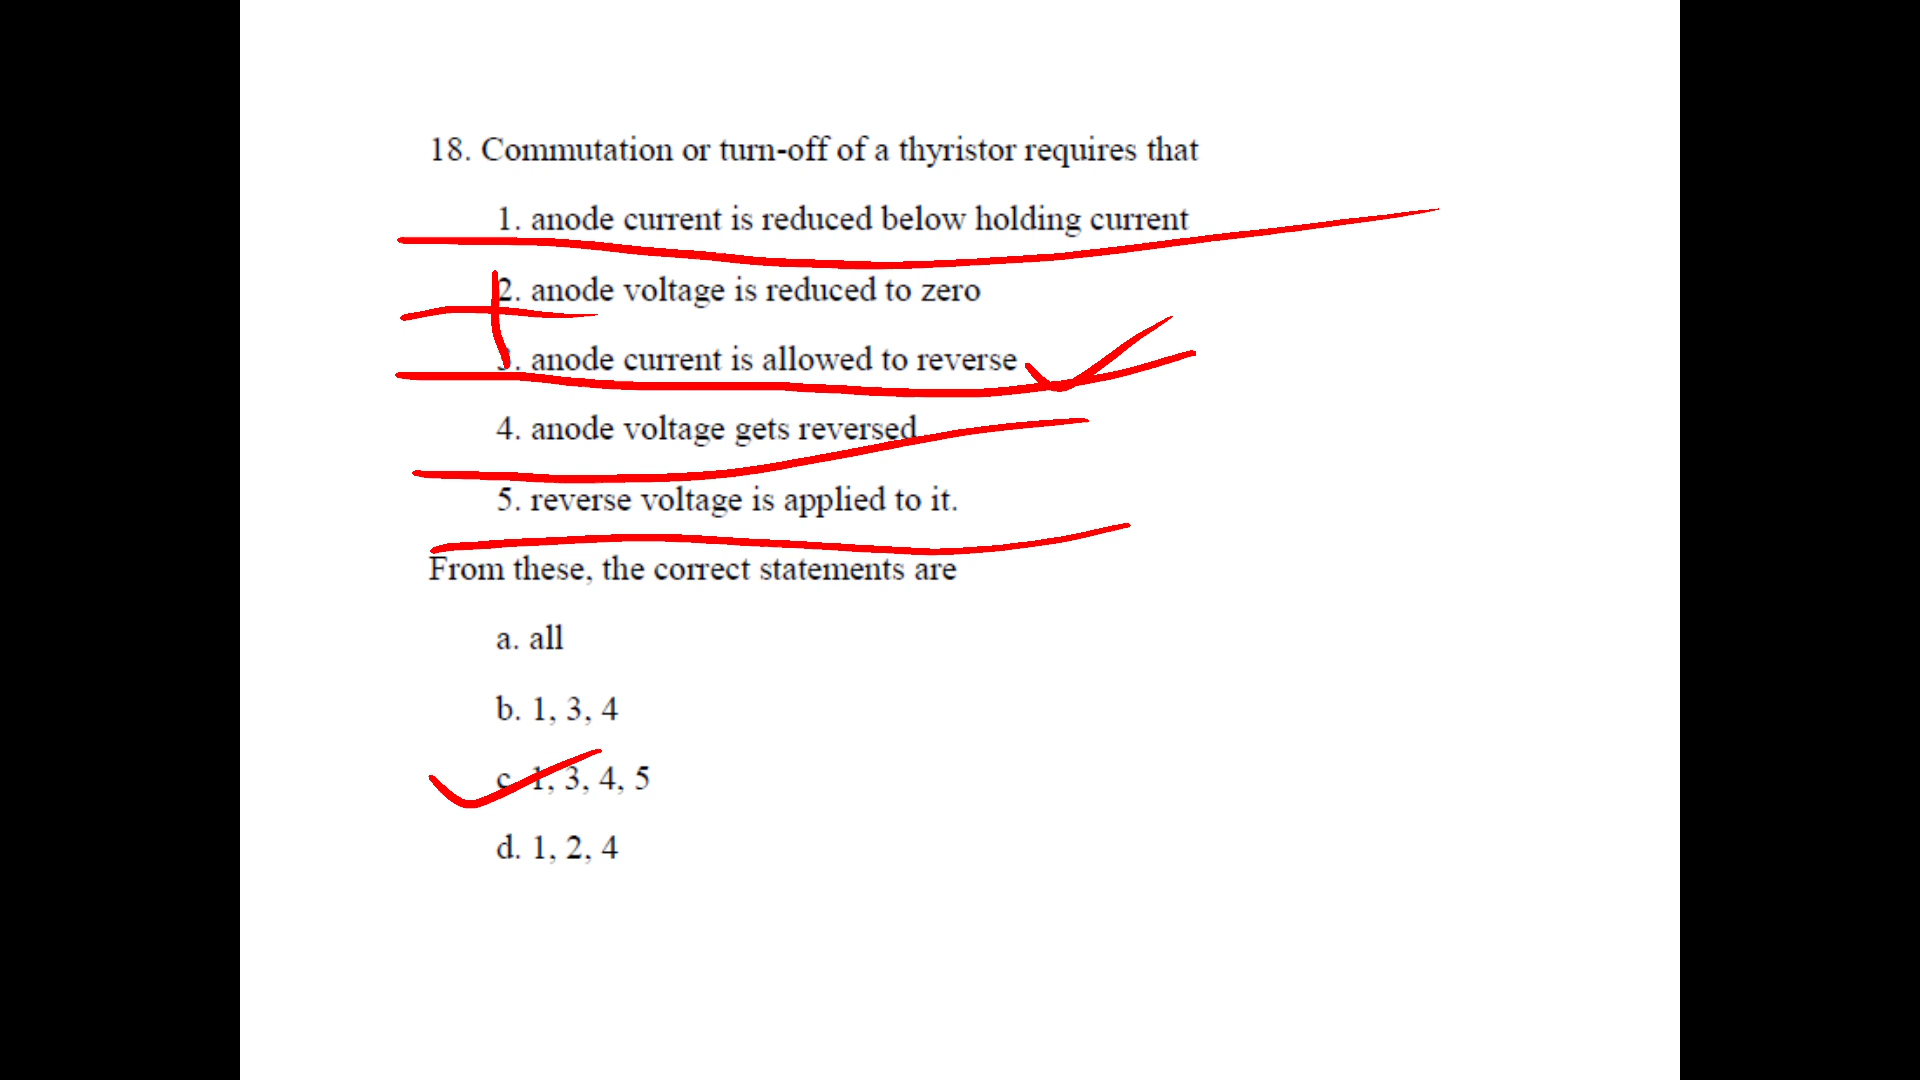 18. Commutation or turn-off of a thyristor requires that
1. anode current is reduced below holding current
2. anode voltage is reduced to zero
3. anode current is allowed to reverse
4. anode voltage gets reversed
5. reverse voltage is applied to it.
From these, the correct statements are
a. all
b. 1, 3, 4
c. 1, 3, 4, 5
d. 1, 2, 4